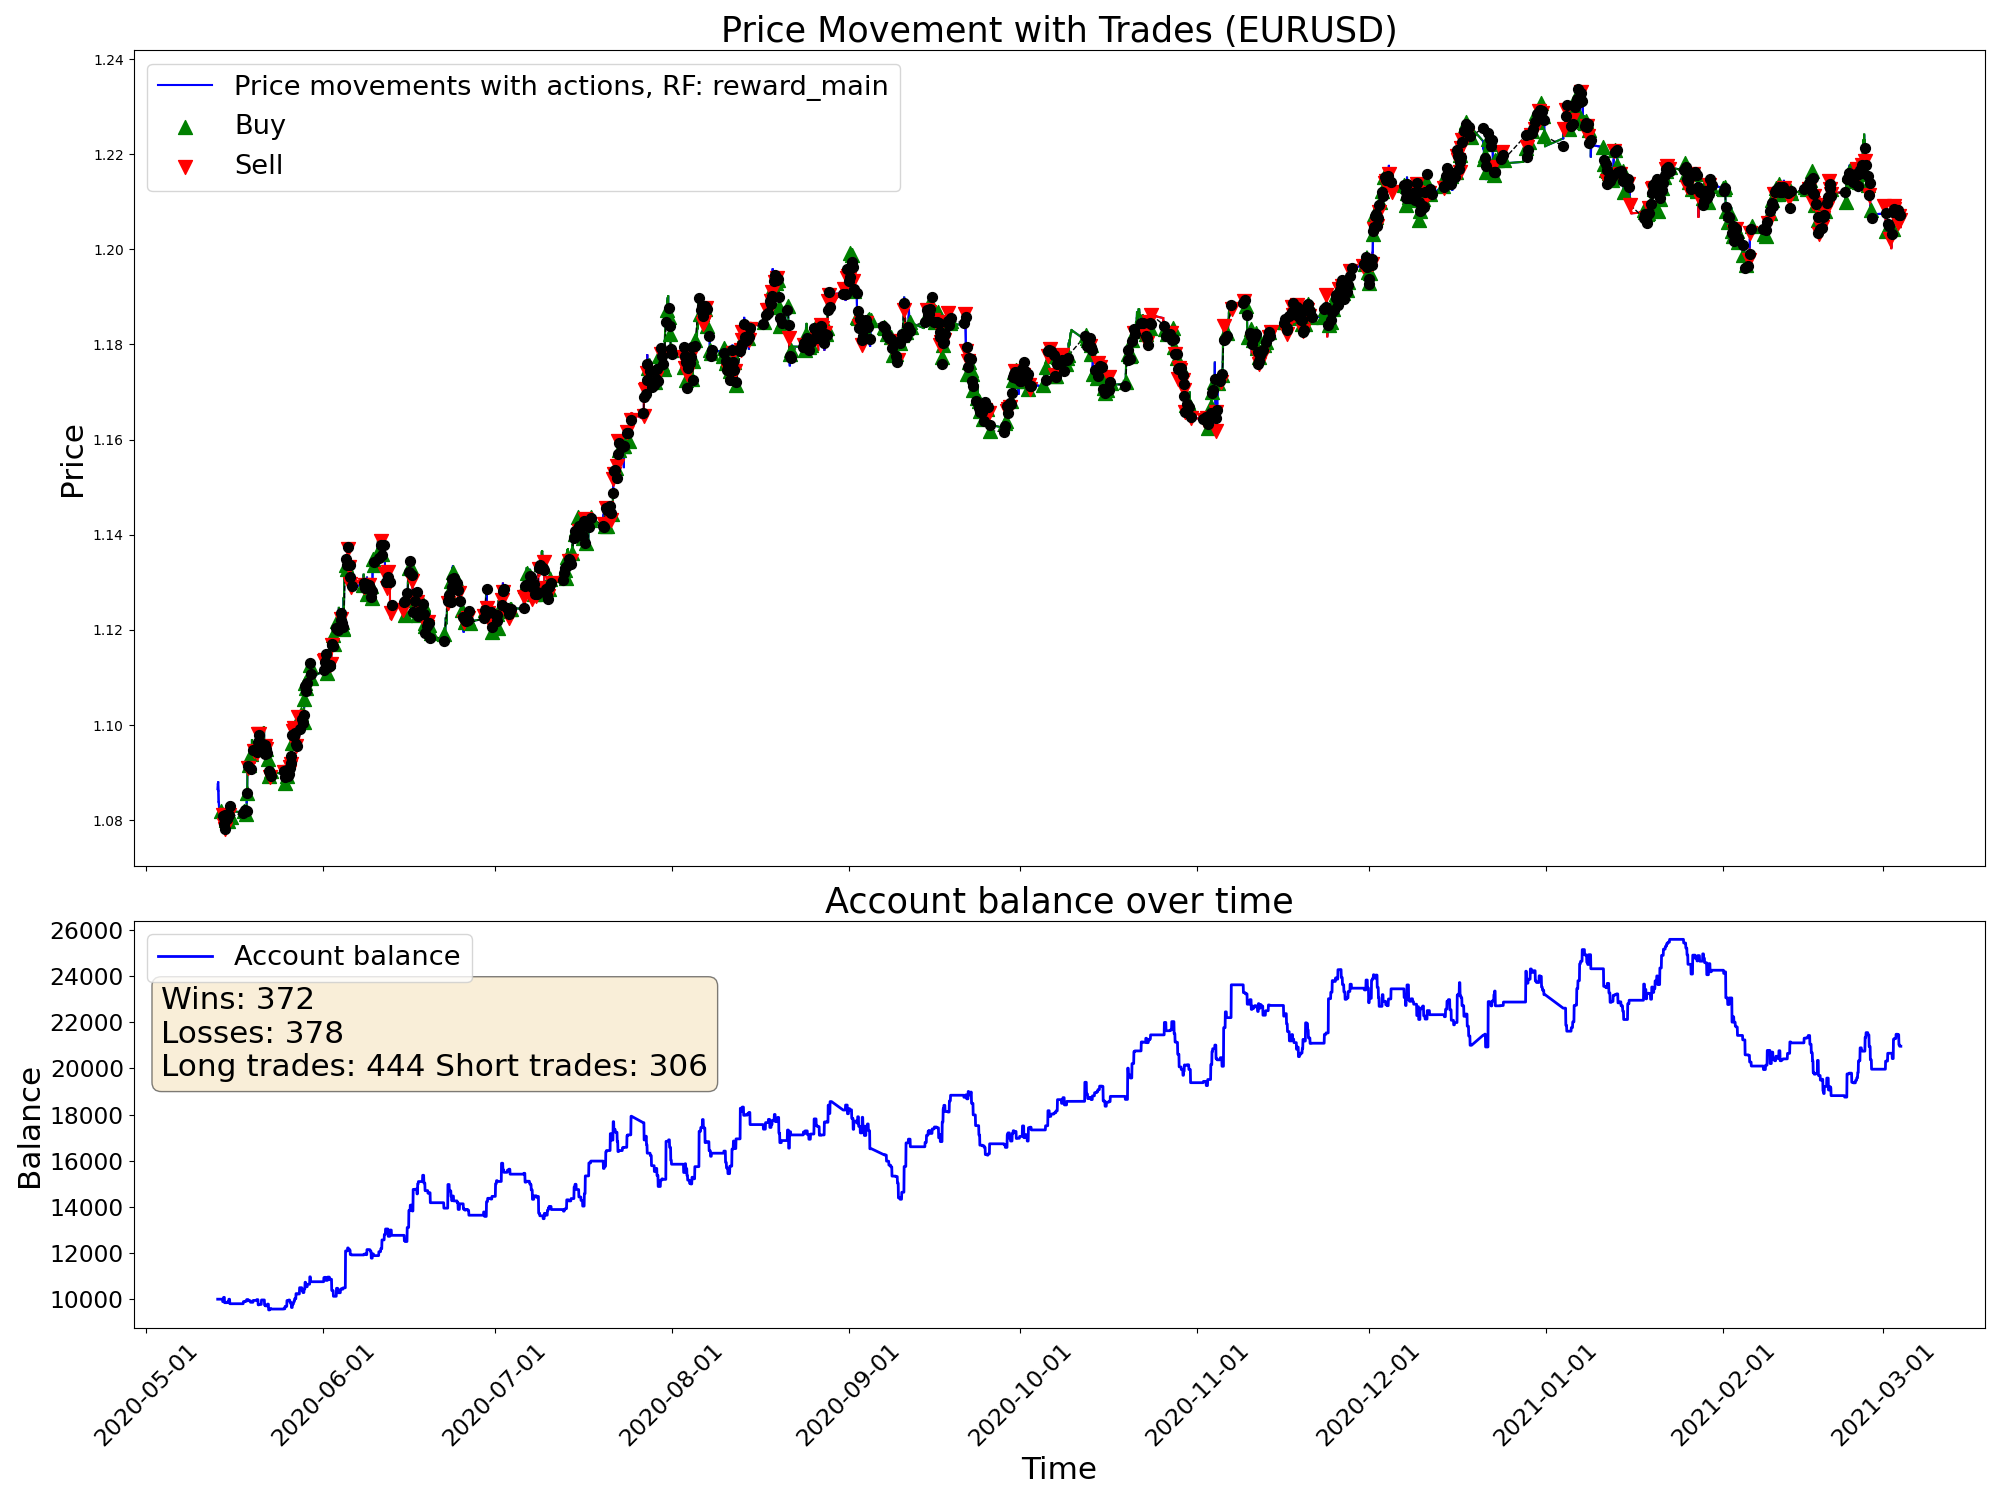 Price Movement with Trades (EURUSD)
1.24
1.22
1.20
1.18
1.16
1.14
1.12
1.10
1.08
Price
Price movements with actions, RF: reward_main
Buy
Sell
Account balance over time
26000
24000
22000
20000
18000
16000
14000
12000
10000
Balance
Account balance
Wins: 372
Losses: 378
Long trades: 444 Short trades: 306
2020-05-01
2020-06-01
2020-07-01
2020-08-01
2020-09-01
2020-10-01
2020-11-01
2020-12-01
2021-01-01
2021-02-01
2021-03-01
Time